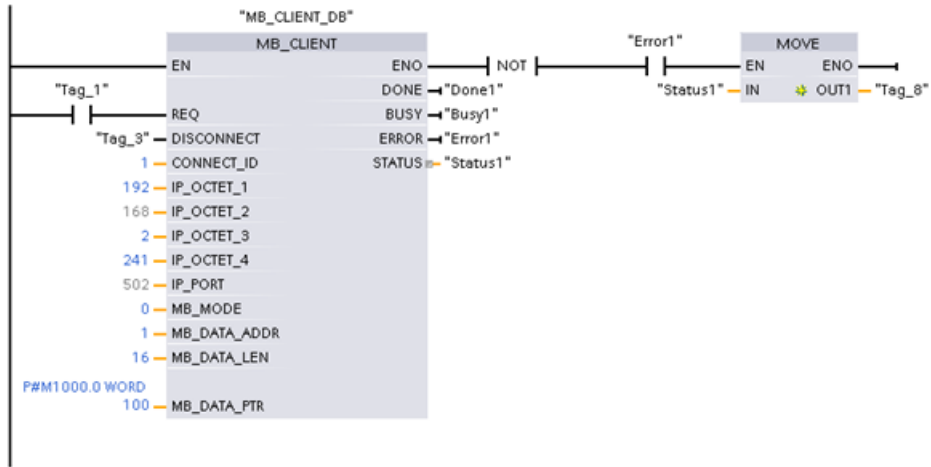 "MB_CLIENT_DB"
MB_CLIENT
"Error1"
MOVE
EN ENO NOT EN ENO
"Tag_1" DONE "Done1" "Status1" IN OUT1 "Tag_8"
REQ BUSY "Busy1"
"Tag_3" DISCONNECT ERROR "Error1"
1 CONNECT_ID STATUS "Status1"
192 IP_OCTET_1
168 IP_OCTET_2
2 IP_OCTET_3
241 IP_OCTET_4
502 IP_PORT
0 MB_MODE
1 MB_DATA_ADDR
16 MB_DATA_LEN
P#M1000.0 WORD
100 MB_DATA_PTR